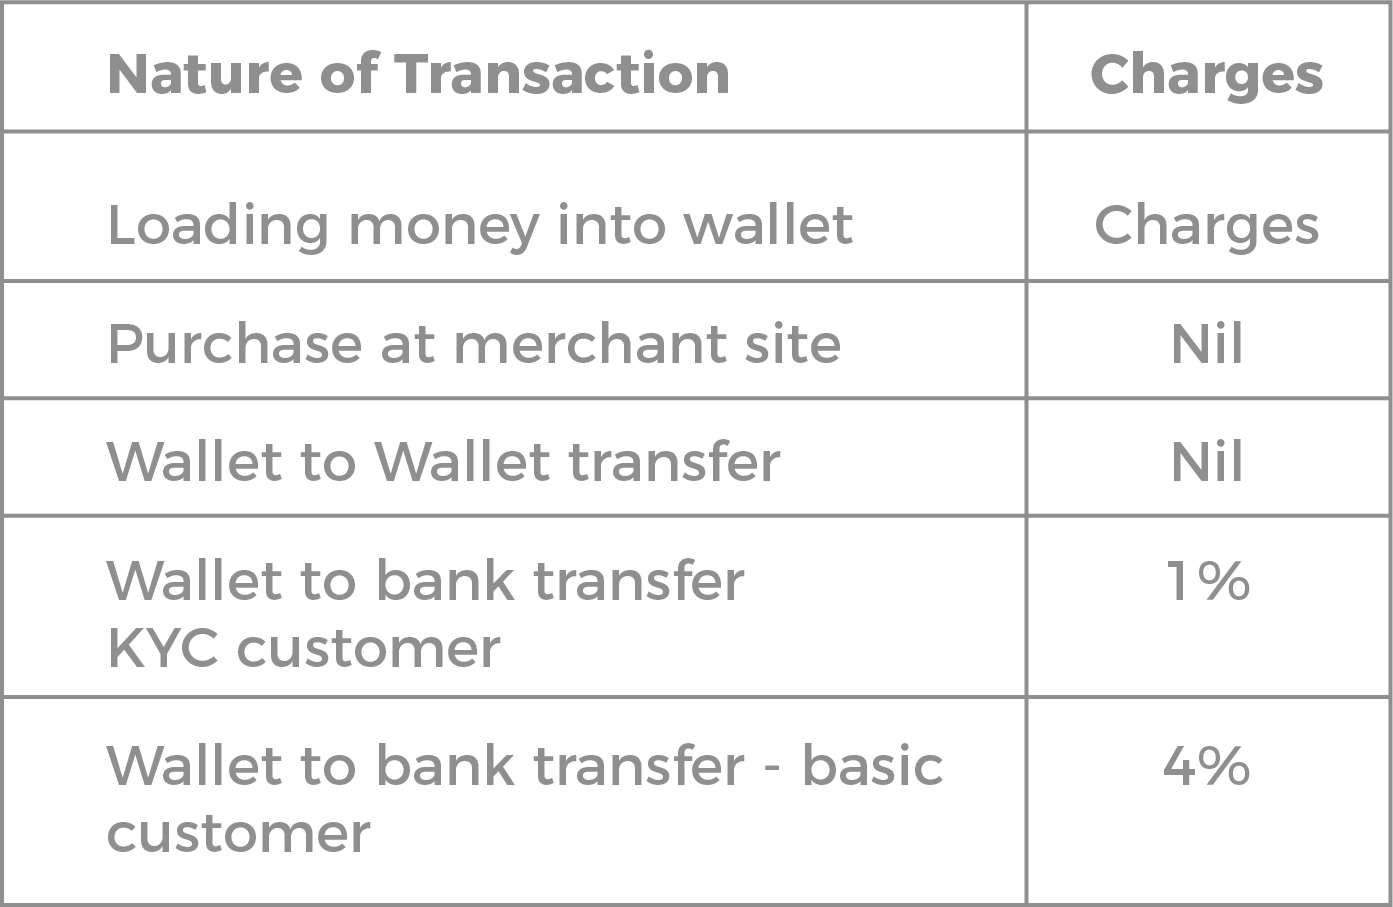 Nature of Transaction
Charges
Loading money into wallet
Charges
Purchase at merchant site
Nil
Wallet to Wallet transfer
Nil
Wallet to bank transfer
KYC customer
1%
Wallet to bank transfer - basic
customer
4%